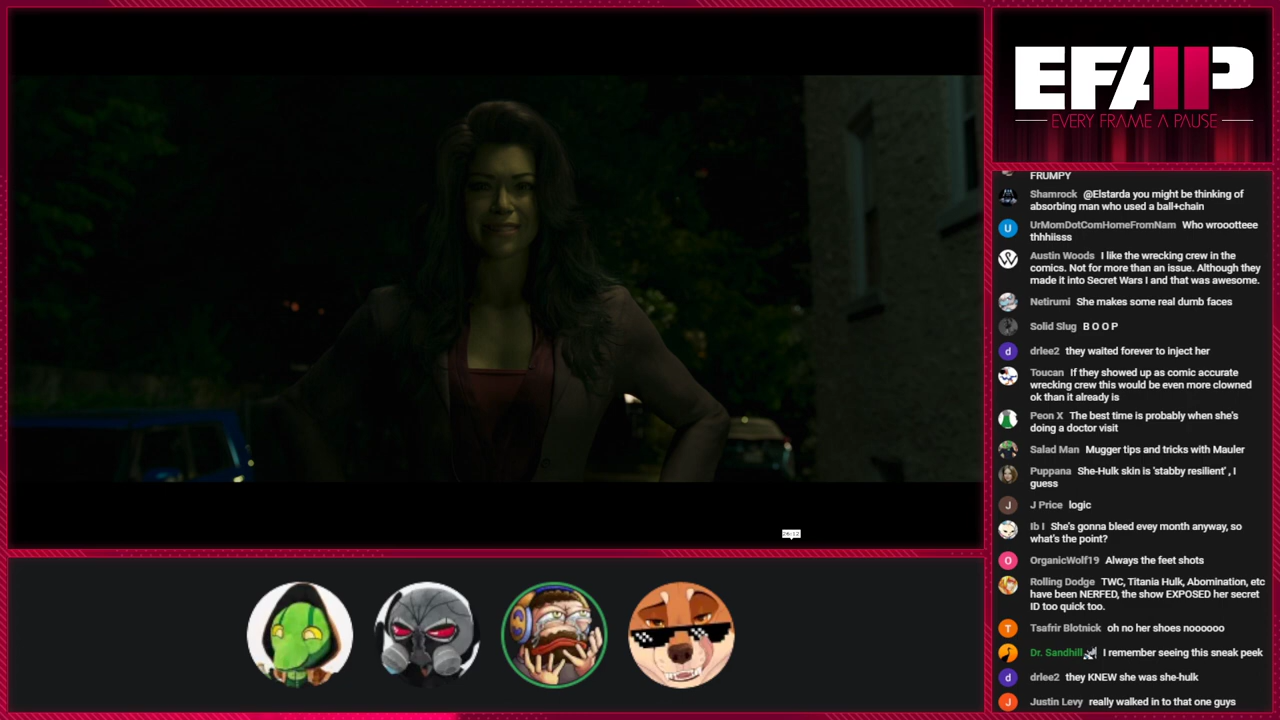 EFAP
EVERY FRAME A PAUSE
FRUMPY
Shamrock @Elstarda you might be thinking of
absorbing man who used a ball+chain
U UrMomDotComHomeFromNam Who wrooottee
thhhiisss
Austin Woods I like the wrecking crew in the
comics. Not for more than an issue. Although they
made it into Secret Wars I and that was awesome.
Netirumi She makes some real dumb faces
Solid Slug B O O P
d drlee2 they waited forever to inject her
Toucan If they showed up as comic accurate
wrecking crew this would be even more clowned
ok than it already is
Peon X The best time is probably when she's
doing a doctor visit
Salad Man Mugger tips and tricks with Mauler
Puppana She-Hulk skin is 'stabby resilient' , I
guess
J J Price logic
Ib I She's gonna bleed evey month anyway, so
what's the point?
O OrganicWolf19 Always the feet shots
Rolling Dodge TWC, Titania Hulk, Abomination, etc
have been NERFED, the show EXPOSED her secret
ID too quick too.
T Tsafrir Blotnick oh no her shoes noooooo
Dr. Sandhill I remember seeing this sneak peek
d drlee2 they KNEW she was she-hulk
J Justin Levy really walked in to that one guys